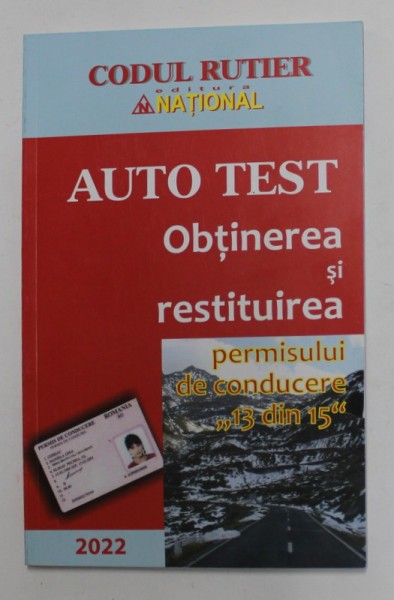 CODUL RUTIER
editura
NAȚIONAL
AUTO TEST
Obținerea
și
restituirea
permisului
de conducere
„13 din 15“
PERMIS DE CONDUCERE ROMANIA
2022